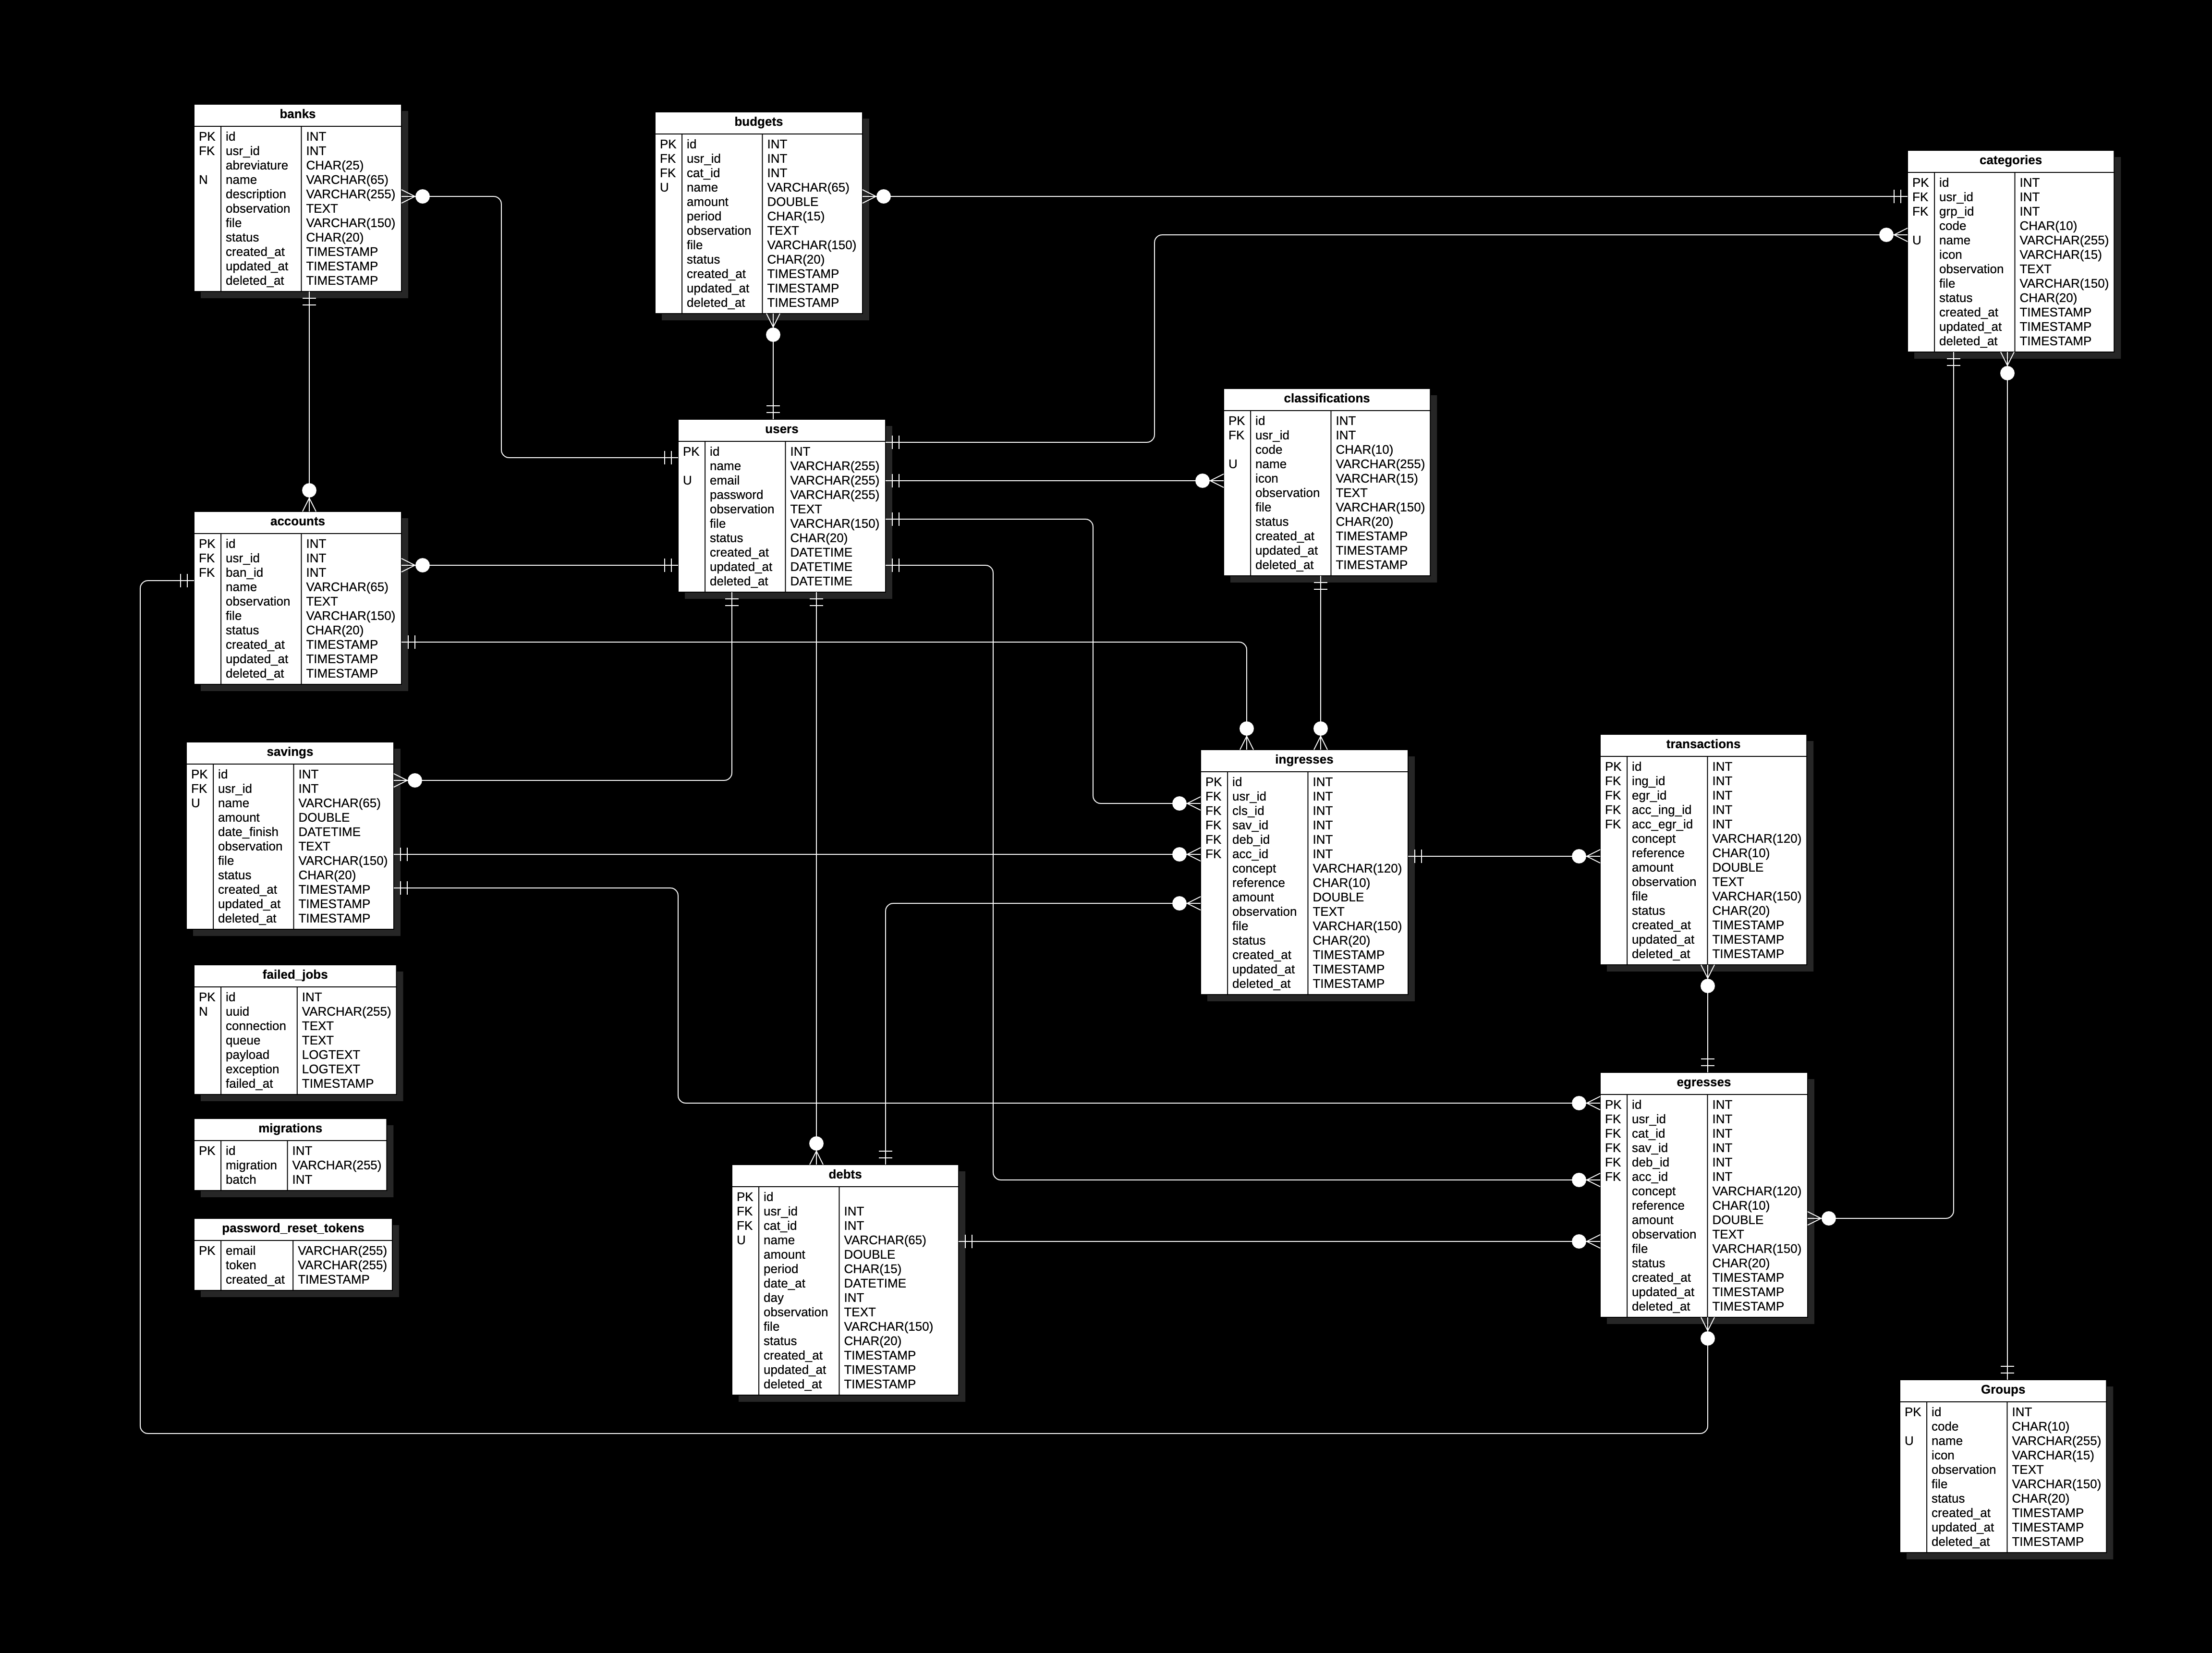 banks
PK id INT
FK usr_id INT
abreviature CHAR(25)
N name VARCHAR(65)
description VARCHAR(255)
observation TEXT
file VARCHAR(150)
status CHAR(20)
created_at TIMESTAMP
updated_at TIMESTAMP
deleted_at TIMESTAMP
budgets
PK id INT
FK usr_id INT
FK cat_id INT
U name VARCHAR(65)
amount DOUBLE
period CHAR(15)
observation TEXT
file VARCHAR(150)
status CHAR(20)
created_at TIMESTAMP
updated_at TIMESTAMP
deleted_at TIMESTAMP
categories
PK id INT
FK usr_id INT
FK grp_id INT
code CHAR(10)
U name VARCHAR(255)
icon VARCHAR(15)
observation TEXT
file VARCHAR(150)
status CHAR(20)
created_at TIMESTAMP
updated_at TIMESTAMP
deleted_at TIMESTAMP
users
PK id INT
name VARCHAR(255)
U email VARCHAR(255)
password VARCHAR(255)
observation TEXT
file VARCHAR(150)
status CHAR(20)
created_at DATETIME
updated_at DATETIME
deleted_at DATETIME
classifications
PK id INT
FK usr_id INT
code CHAR(10)
U name VARCHAR(255)
icon VARCHAR(15)
observation TEXT
file VARCHAR(150)
status CHAR(20)
created_at TIMESTAMP
updated_at TIMESTAMP
deleted_at TIMESTAMP
accounts
PK id INT
FK usr_id INT
FK ban_id INT
name VARCHAR(65)
observation TEXT
file VARCHAR(150)
status CHAR(20)
created_at TIMESTAMP
updated_at TIMESTAMP
deleted_at TIMESTAMP
savings
PK id INT
FK usr_id INT
U name VARCHAR(65)
amount DOUBLE
date_finish DATETIME
observation TEXT
file VARCHAR(150)
status CHAR(20)
created_at TIMESTAMP
updated_at TIMESTAMP
deleted_at TIMESTAMP
ingresses
PK id INT
FK usr_id INT
FK cls_id INT
FK sav_id INT
FK deb_id INT
FK acc_id INT
concept VARCHAR(120)
reference CHAR(10)
amount DOUBLE
observation TEXT
file VARCHAR(150)
status CHAR(20)
created_at TIMESTAMP
updated_at TIMESTAMP
deleted_at TIMESTAMP
transactions
PK id INT
FK ing_id INT
FK egr_id INT
FK acc_ing_id INT
FK acc_egr_id INT
concept VARCHAR(120)
reference CHAR(10)
amount DOUBLE
observation TEXT
file VARCHAR(150)
status CHAR(20)
created_at TIMESTAMP
updated_at TIMESTAMP
deleted_at TIMESTAMP
failed_jobs
PK id INT
N uuid VARCHAR(255)
connection TEXT
queue TEXT
payload LOGTEXT
exception LOGTEXT
failed_at TIMESTAMP
migrations
PK id INT
migration VARCHAR(255)
batch INT
password_reset_tokens
PK email VARCHAR(255)
token VARCHAR(255)
created_at TIMESTAMP
debts
PK id
FK usr_id INT
FK cat_id INT
U name VARCHAR(65)
amount DOUBLE
period CHAR(15)
date_at DATETIME
day INT
observation TEXT
file VARCHAR(150)
status CHAR(20)
created_at TIMESTAMP
updated_at TIMESTAMP
deleted_at TIMESTAMP
egresses
PK id INT
FK usr_id INT
FK cat_id INT
FK sav_id INT
FK deb_id INT
FK acc_id INT
concept VARCHAR(120)
reference CHAR(10)
amount DOUBLE
observation TEXT
file VARCHAR(150)
status CHAR(20)
created_at TIMESTAMP
updated_at TIMESTAMP
deleted_at TIMESTAMP
Groups
PK id INT
code CHAR(10)
U name VARCHAR(255)
icon VARCHAR(15)
observation TEXT
file VARCHAR(150)
status CHAR(20)
created_at TIMESTAMP
updated_at TIMESTAMP
deleted_at TIMESTAMP